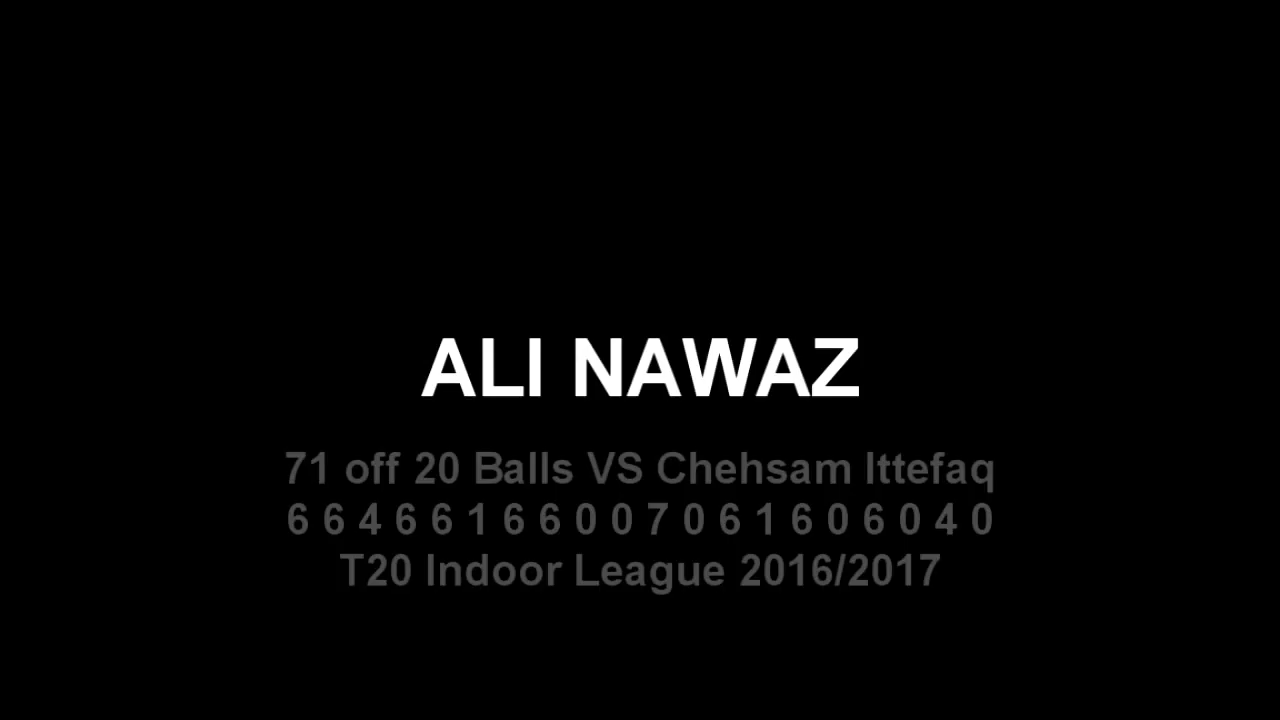 ALI NAWAZ
71 off 20 Balls VS Chehsam Ittefaq
6 6 4 6 6 1 6 6 0 0 7 0 6 1 6 0 6 0 4 0
T20 Indoor League 2016/2017